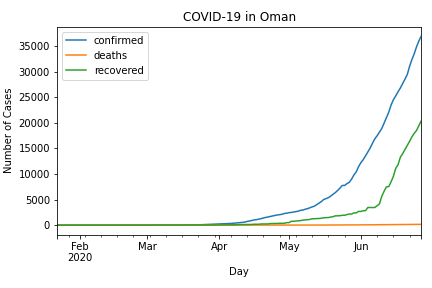 COVID-19 in Oman
confirmed
deaths
recovered
Number of Cases
35000
30000
25000
20000
15000
10000
5000
0
Feb Mar Apr May Jun
2020
Day